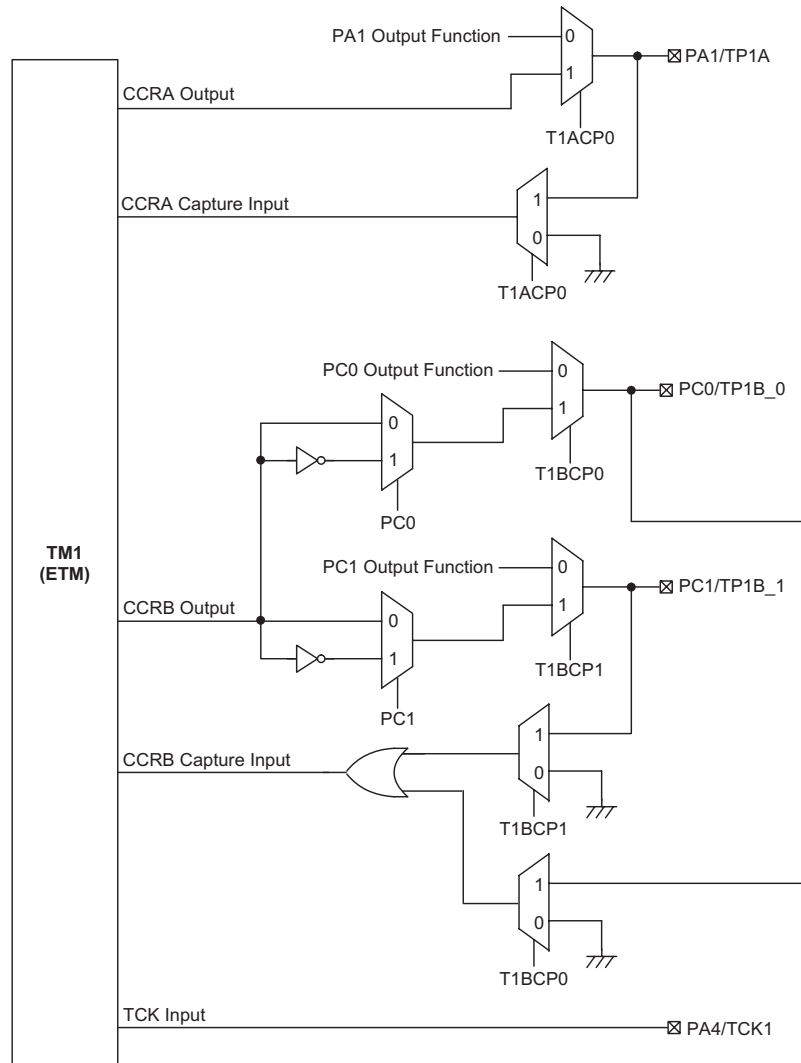 PA1 Output Function
0
1
PA1/TP1A
CCRA Output
T1ACP0
CCRA Capture Input
1
0
T1ACP0
PC0 Output Function
0
1
PC0/TP1B_0
0
1
T1BCP0
PC0
TM1
(ETM)
PC1 Output Function
0
1
PC1/TP1B_1
CCRB Output
0
1
T1BCP1
PC1
CCRB Capture Input
1
0
T1BCP1
1
0
T1BCP0
TCK Input
PA4/TCK1